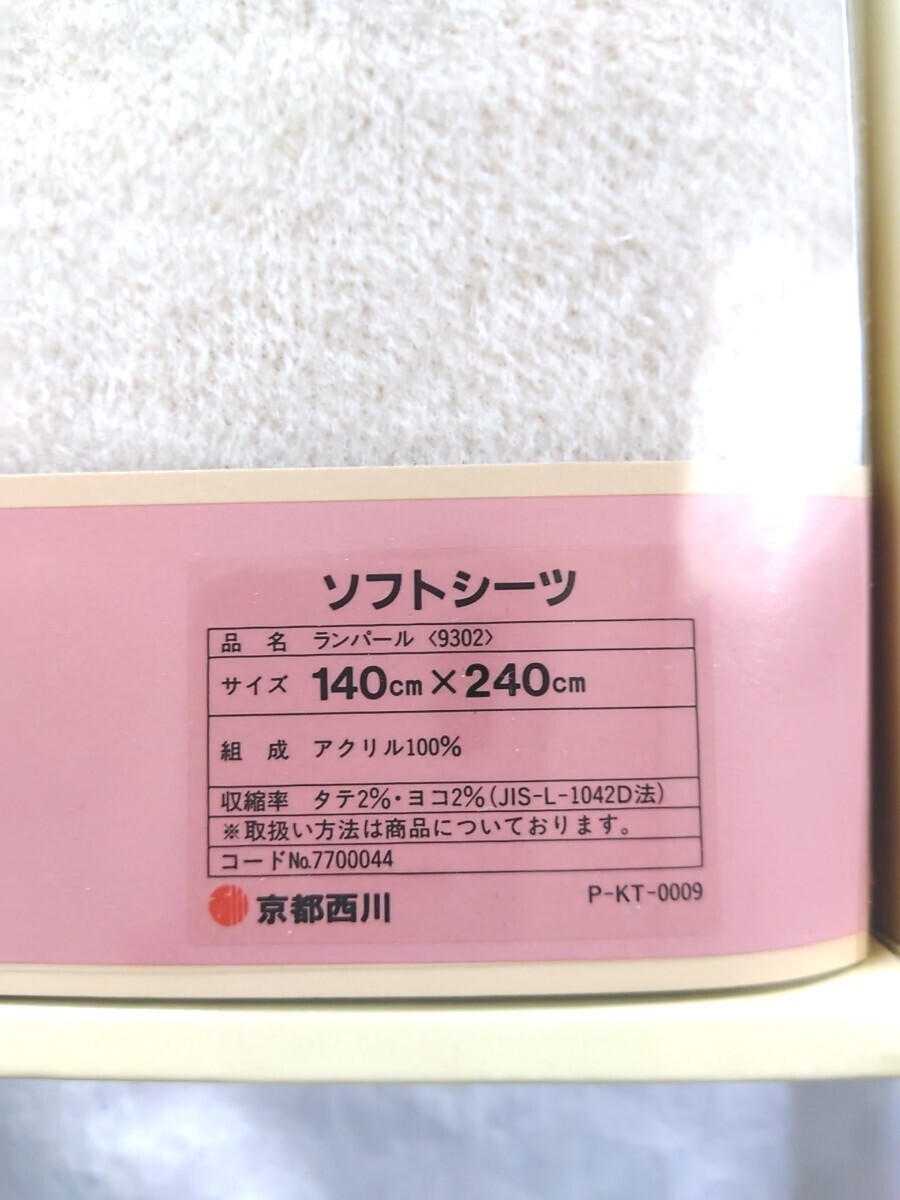 ソフトシーツ
品名 ランパール〈9302〉
サイズ 140cm×240cm
組成 アクリル100%
収縮率 タテ2%・ヨコ2%(JIS-L-1042D法)
※取扱い方法は商品についております。
コードNo.7700044
京都西川
P-KT-0009